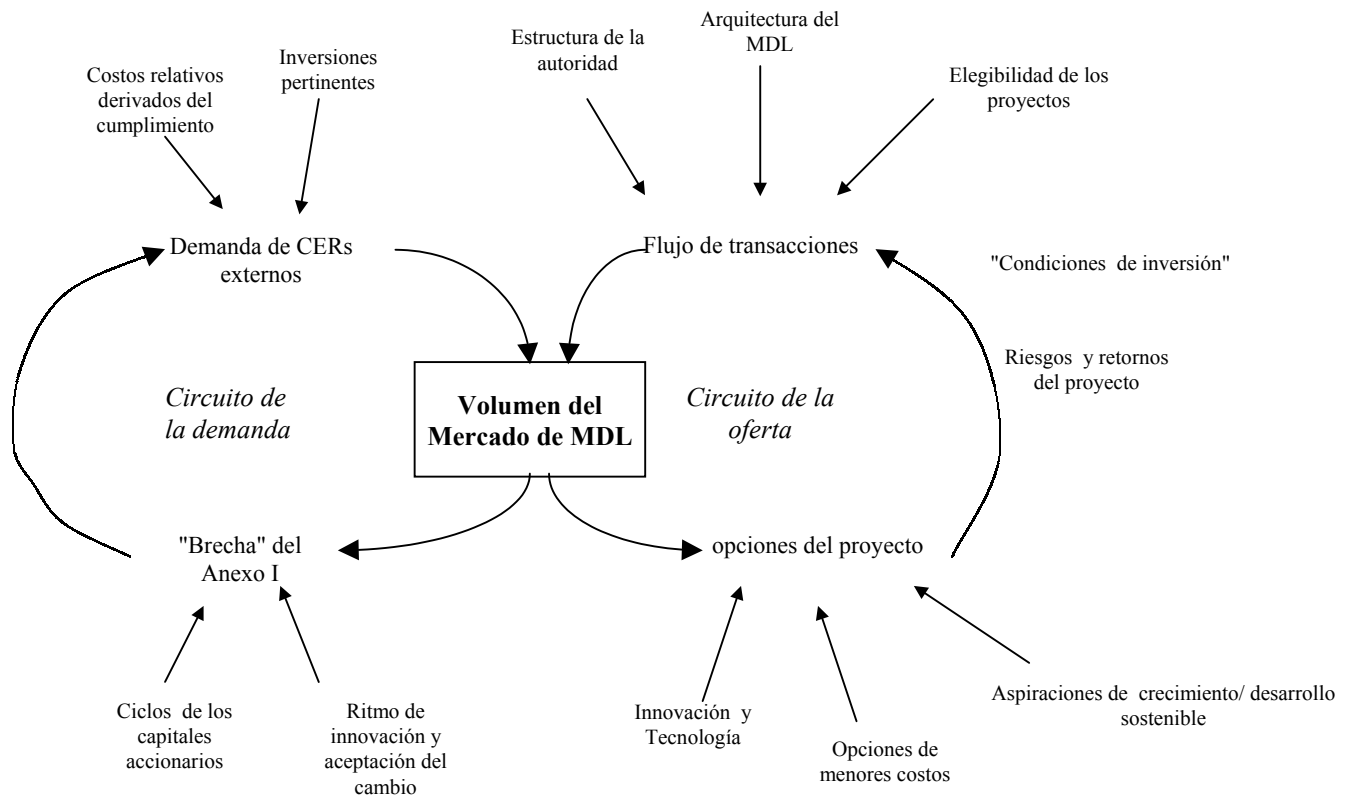 Arquitectura del
MDL
Estructura de la
autoridad
Inversiones
pertinentes
Costos relativos
derivados del
cumplimiento
Elegibilidad de los
proyectos
Demanda de CERs
externos
Flujo de transacciones
"Condiciones de inversión"
Riesgos y retornos
del proyecto
Circuito de
la demanda
Volumen del
Mercado de MDL
Circuito de la
oferta
"Brecha" del
Anexo I
opciones del proyecto
Ciclos de los
capitales
accionarios
Ritmo de
innovación y
aceptación del
cambio
Innovación y
Tecnología
Opciones de
menores costos
Aspiraciones de crecimiento/ desarrollo
sostenible